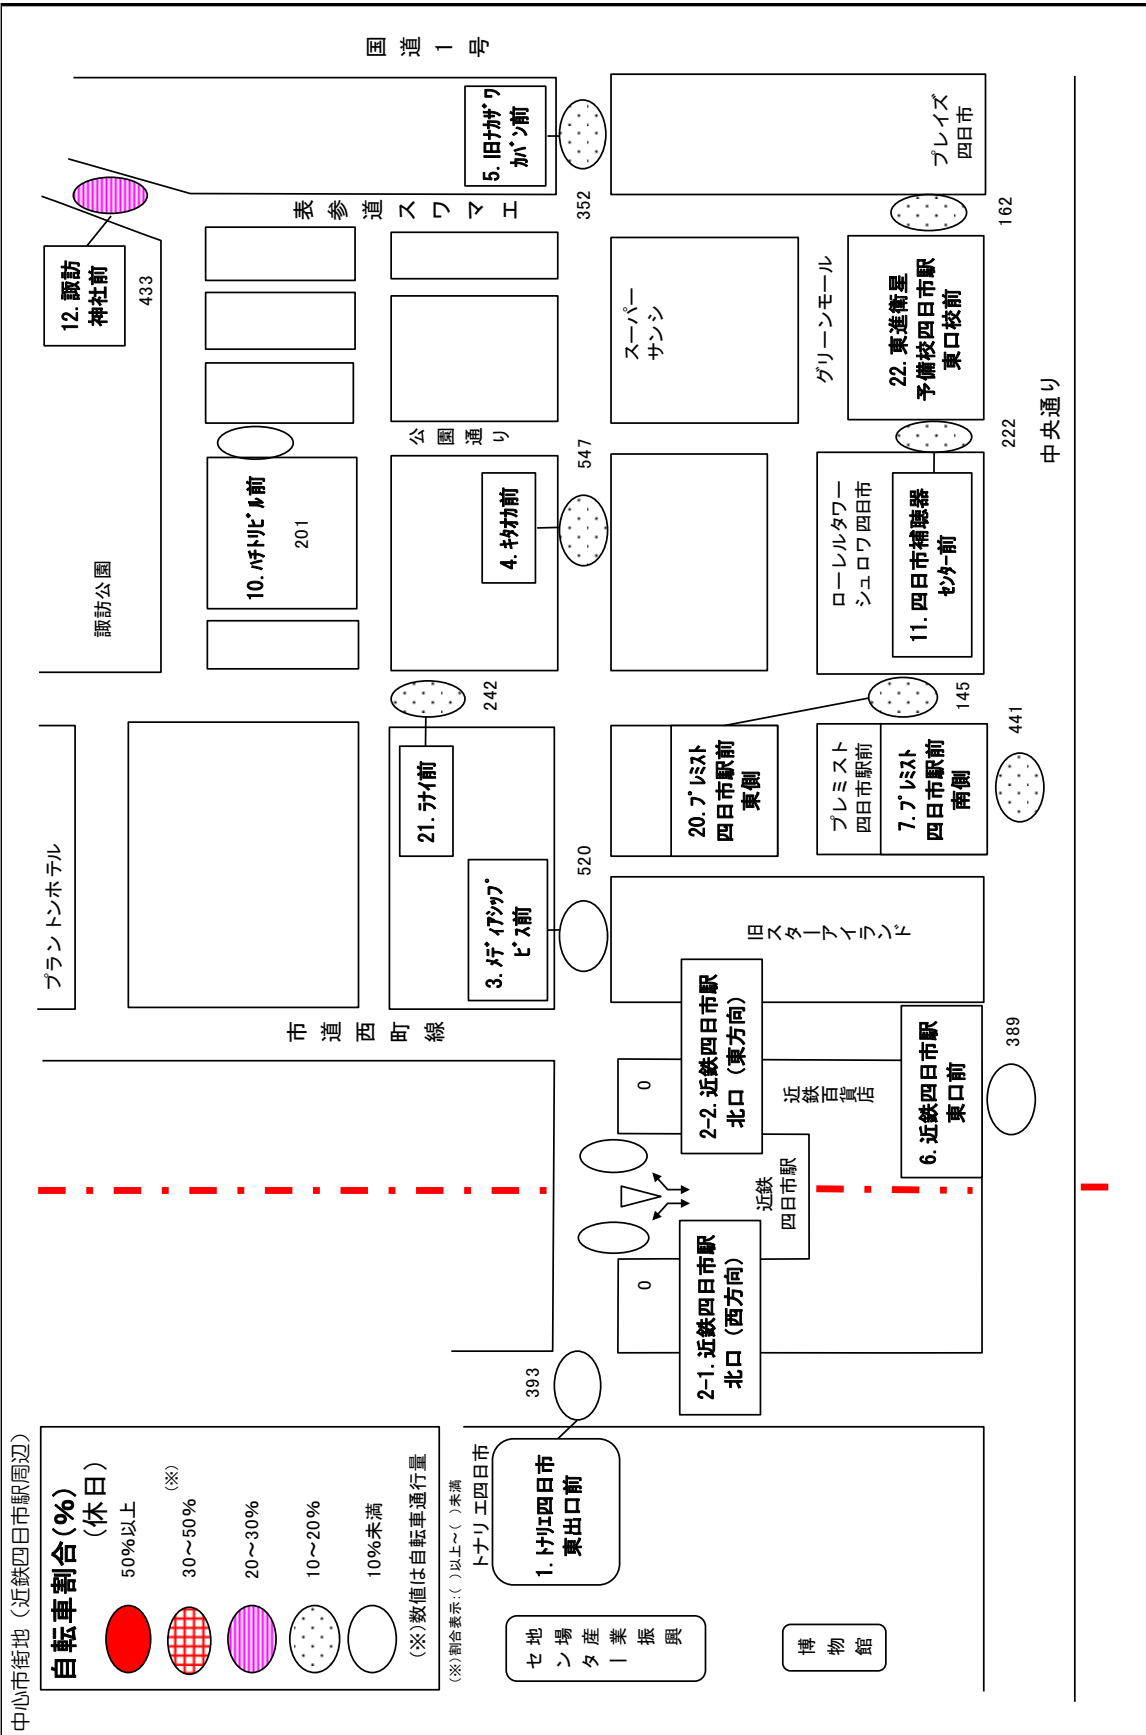 中心市街地（近鉄四日市駅周辺）
自転車割合(%)
(休日)
50%以上
30～50%
(※)
20～30%
10～20%
10%未満
(※)数値は自転車通行量
(※)割合表示:( )以上～( )未満
プラントンホテル
諏訪公園
12. 諏訪
神社前
433
国道1号
表参道スワマエ
10. ハチトリビル前
201
公園通り
市道西町線
21. ラナイ前
242
3. メディアシップ
ビス前
520
4. キタオカ前
547
5. 旧ナカザワ
カバン前
352
トナリエ四日市
1. トナリエ四日市
東出口前
393
2-1. 近鉄四日市駅
北口（西方向）
0
2-2. 近鉄四日市駅
北口（東方向）
0
近鉄
四日市駅
近鉄
百貨
店
6. 近鉄四日市駅
東口前
389
旧スターアイランド
20. プレミスト
四日市駅前
東側
145
プレミスト
四日市駅前
7. プレミスト
四日市駅前
南側
441
ローレルタワー
シュロワ四日市
11. 四日市補聴器
センター前
222
スーパー
サンシ
グリーンモール
22. 東進衛星
予備校四日市駅
東口校前
162
プレイズ
四日市
中央通り
地場産業振興
センター
博物館